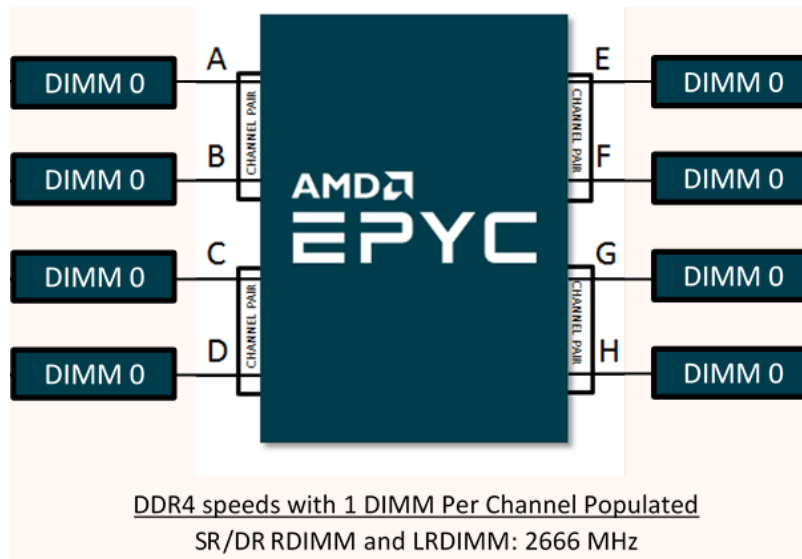 A
DIMM 0
CHANNEL PAIR
B
DIMM 0
C
DIMM 0
CHANNEL PAIR
D
DIMM 0
AMD
EPYC
E
DIMM 0
CHANNEL PAIR
F
DIMM 0
G
DIMM 0
CHANNEL PAIR
H
DIMM 0
DDR4 speeds with 1 DIMM Per Channel Populated
SR/DR RDIMM and LRDIMM: 2666 MHz